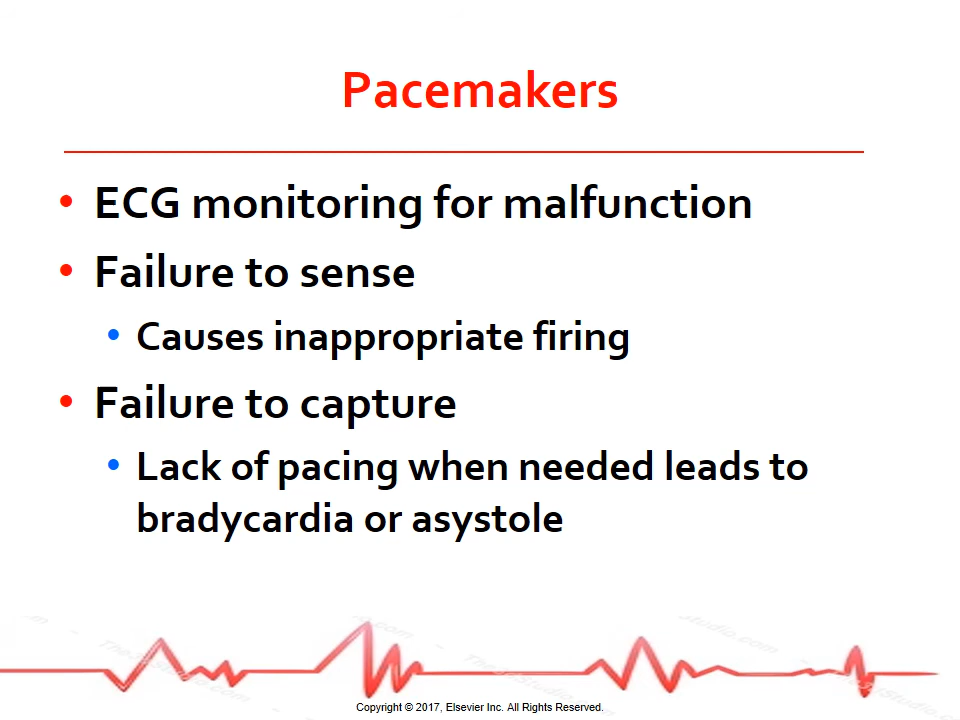 Pacemakers
• ECG monitoring for malfunction
• Failure to sense
• Causes inappropriate firing
• Failure to capture
• Lack of pacing when needed leads to
bradycardia or asystole
Copyright © 2017, Elsevier Inc. All Rights Reserved.